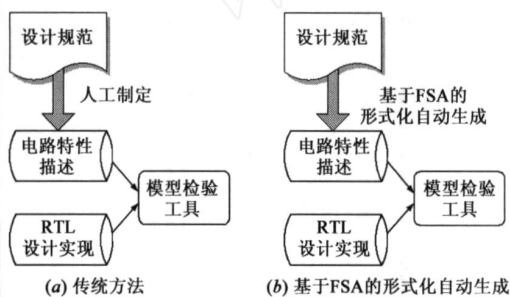 设计规范
人工制定
电路特性
描述
模型检验
工具
RTL
设计实现
(a) 传统方法
设计规范
基于FSA的
形式化自动生成
电路特性
描述
模型检验
工具
RTL
设计实现
(b) 基于FSA的形式化自动生成